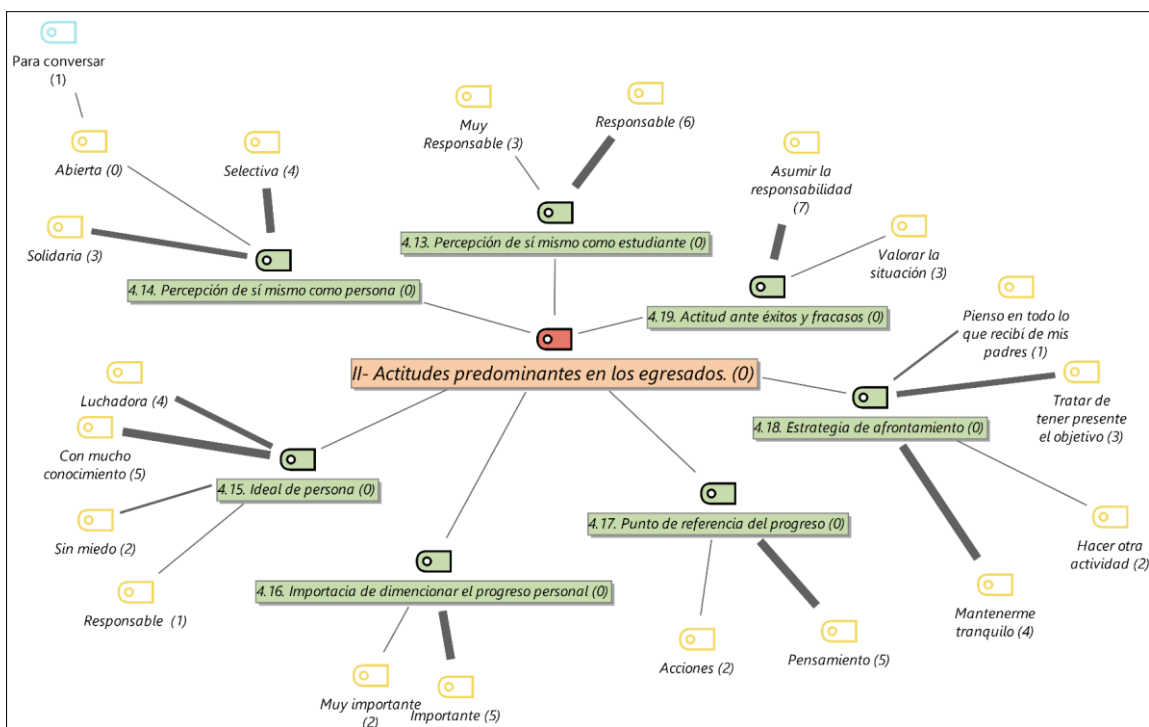 Para conversar
(1)
Abierta (0)
Selectiva (4)
Solidaria (3)
4.14. Percepción de sí mismo como persona (0)
Muy
Responsable (3)
Responsable (6)
4.13. Percepción de sí mismo como estudiante (0)
Asumir la
responsabilidad
(7)
Valorar la
situación (3)
4.19. Actitud ante éxitos y fracasos (0)
II- Actitudes predominantes en los egresados. (0)
Pienso en todo lo
que recibí de mis
padres (1)
Tratar de
tener presente
el objetivo (3)
4.18. Estrategia de afrontamiento (0)
Hacer otra
actividad (2)
Mantenerme
tranquilo (4)
Luchadora (4)
Con mucho
conocimiento (5)
4.15. Ideal de persona (0)
Sin miedo (2)
Responsable (1)
4.17. Punto de referencia del progreso (0)
Acciones (2)
Pensamiento (5)
4.16. Importacia de dimencionar el progreso personal (0)
Muy importante
(2)
Importante (5)